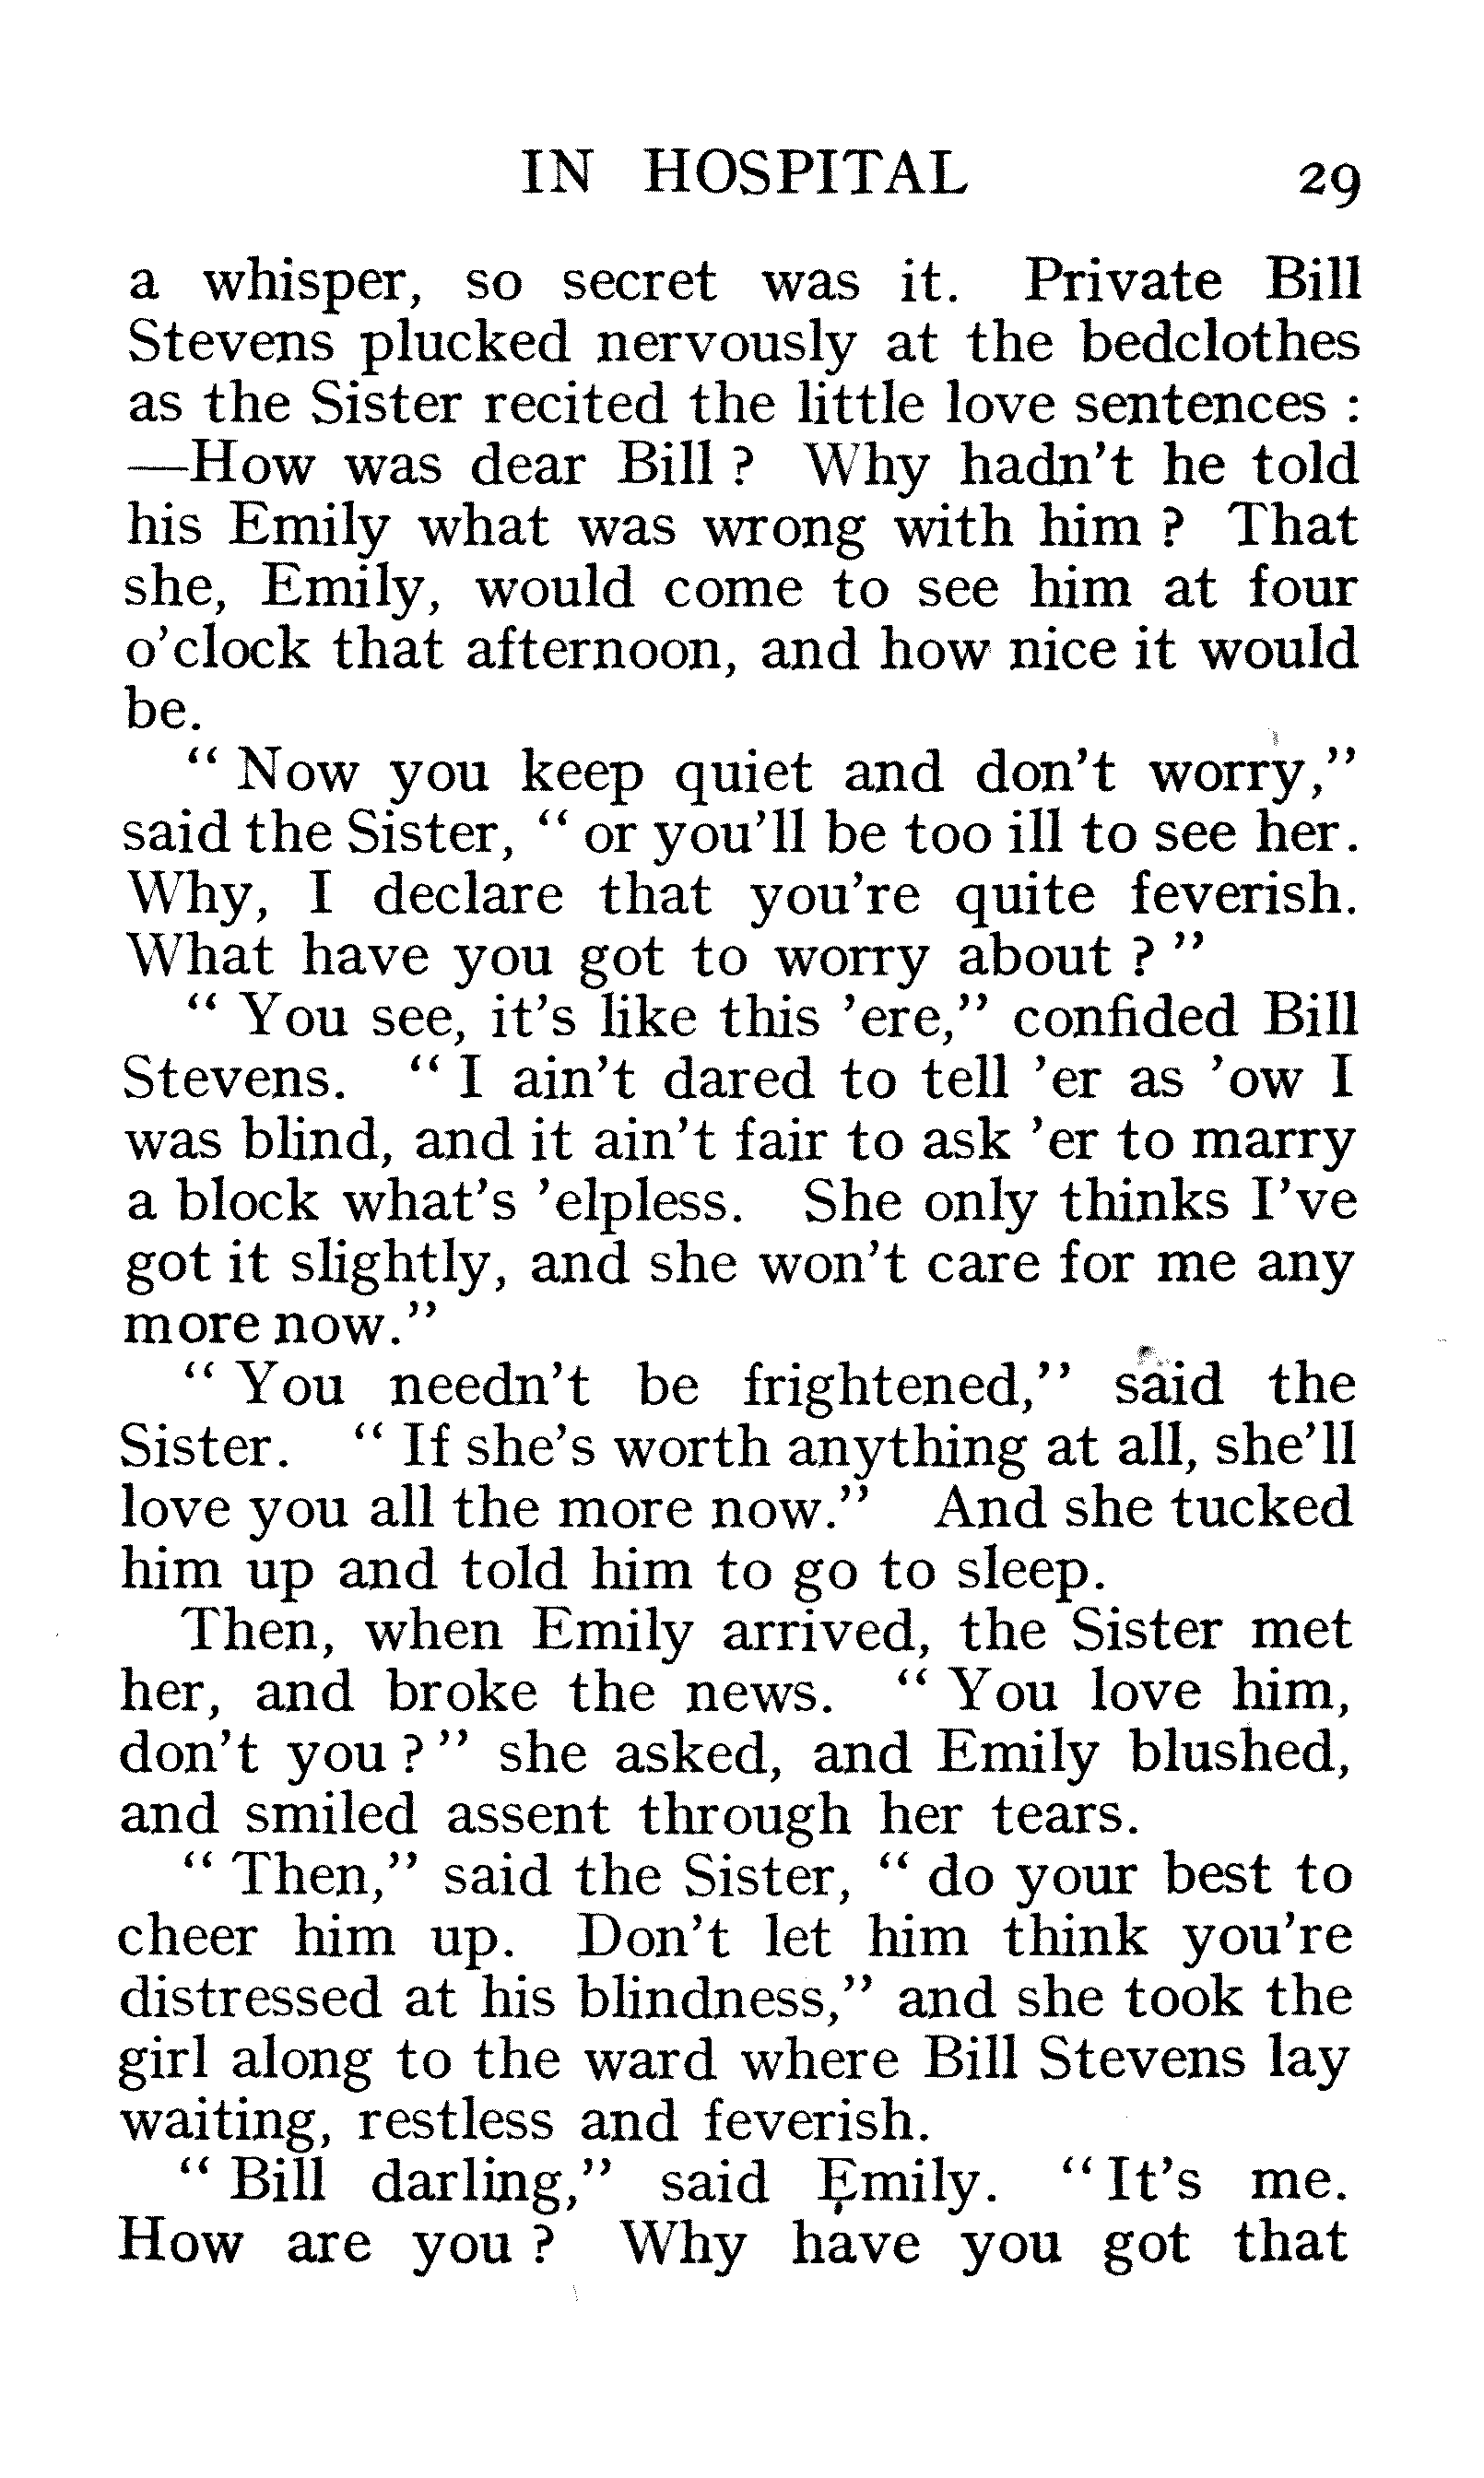 IN HOSPITAL 29
a whisper, so secret was it. Private Bill
Stevens plucked nervously at the bedclothes
as the Sister recited the little love sentences :
—How was dear Bill ? Why hadn't he told
his Emily what was wrong with him ? That
she, Emily, would come to see him at four
o'clock that afternoon, and how nice it would
be.
“ Now you keep quiet and don't worry,”
said the Sister, “ or you'll be too ill to see her.
Why, I declare that you're quite feverish.
What have you got to worry about ? ”
“ You see, it's like this 'ere,” confided Bill
Stevens. “ I ain't dared to tell 'er as 'ow I
was blind, and it ain't fair to ask 'er to marry
a block what's 'elpless. She only thinks I've
got it slightly, and she won't care for me any
more now.”
“ You needn't be frightened,” said the
Sister. “ If she's worth anything at all, she'll
love you all the more now.” And she tucked
him up and told him to go to sleep.
Then, when Emily arrived, the Sister met
her, and broke the news. “ You love him,
don't you ? ” she asked, and Emily blushed,
and smiled assent through her tears.
“ Then,” said the Sister, “ do your best to
cheer him up. Don't let him think you're
distressed at his blindness,” and she took the
girl along to the ward where Bill Stevens lay
waiting, restless and feverish.
“ Bill darling,” said Emily. “ It's me.
How are you ? Why have you got that